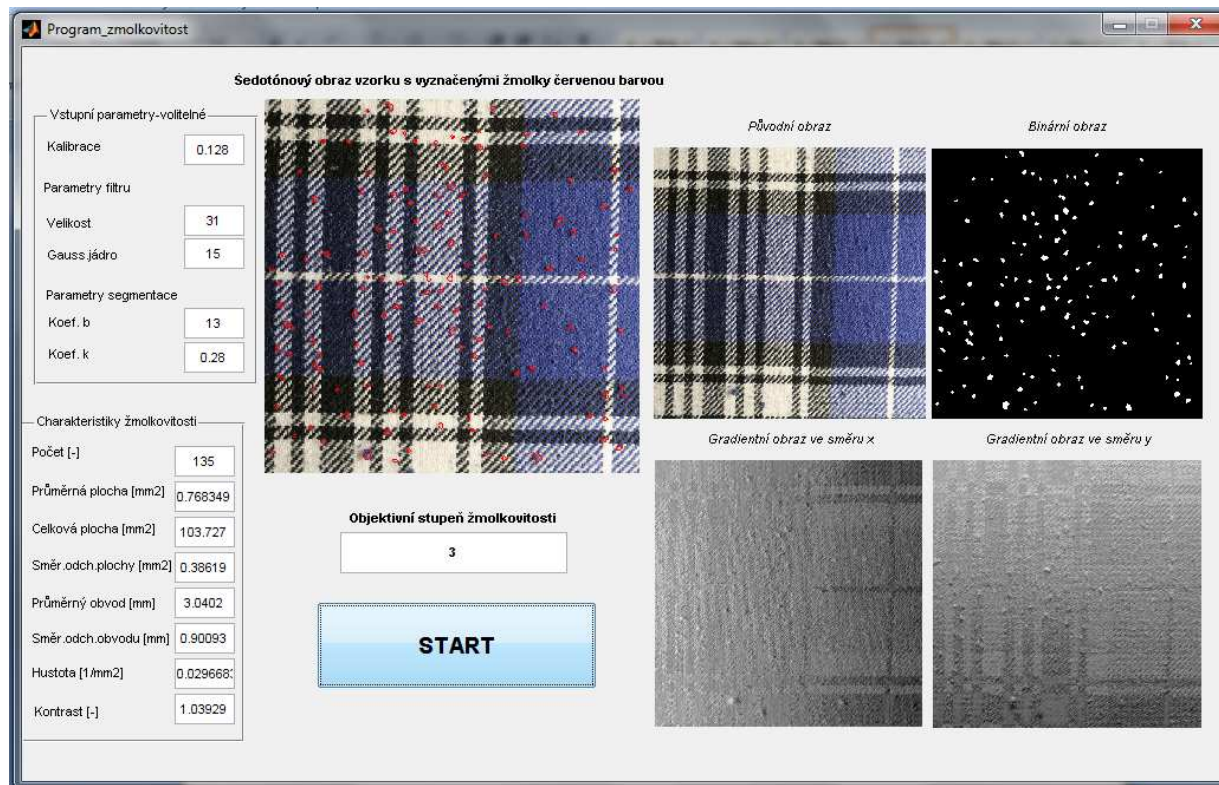 Program_zmolkovitost
Šedotónový obraz vzorku s vyznačenými žmolky červenou barvou
Vstupní parametry-volitelné
Kalibrace 0.128
Parametry filtru
Velikost 31
Gauss.jádro 15
Parametry segmentace
Koef. b 13
Koef. k 0.28
Charakteristiky žmolkovitosti
Počet [-] 135
Průměrná plocha [mm2] 0.768349
Celková plocha [mm2] 103.727
Směr.odch.plochy [mm2] 0.38619
Průměrný obvod [mm] 3.0402
Směr.odch.obvodu [mm] 0.90093
Hustota [1/mm2]
Kontrast [-] 1.03929
Objektivní stupeň žmolkovitosti
3
START
Původní obraz
Binární obraz
Gradientní obraz ve směru x
Gradientní obraz ve směru y